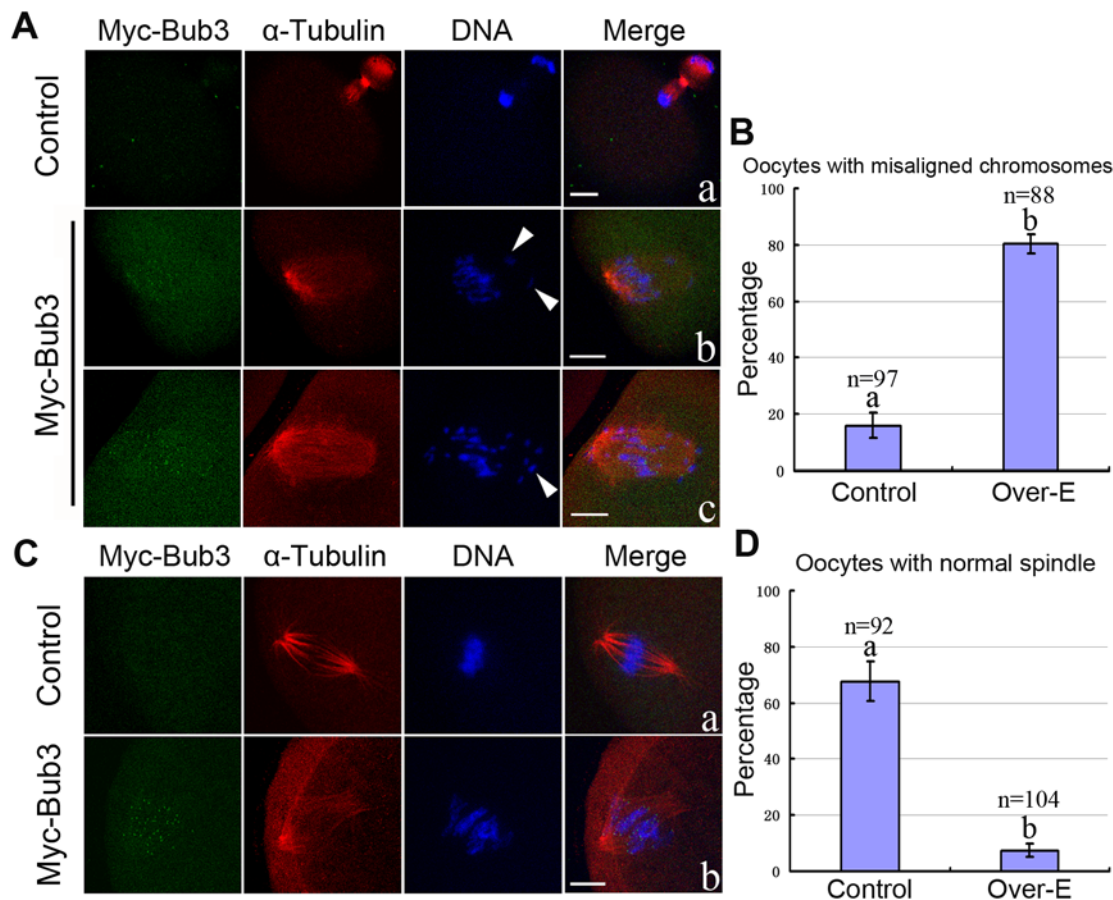 A
Myc-Bub3 α-Tubulin DNA Merge
Control
a
Myc-Bub3
b
c
B
Oocytes with misaligned chromosomes
Percentage
100
80
60
40
20
0
n=97
a
n=88
b
Control Over-E
C
Myc-Bub3 α-Tubulin DNA Merge
Control
a
Myc-Bub3
b
D
Oocytes with normal spindle
Percentage
100
80
60
40
20
0
n=92
a
n=104
b
Control Over-E